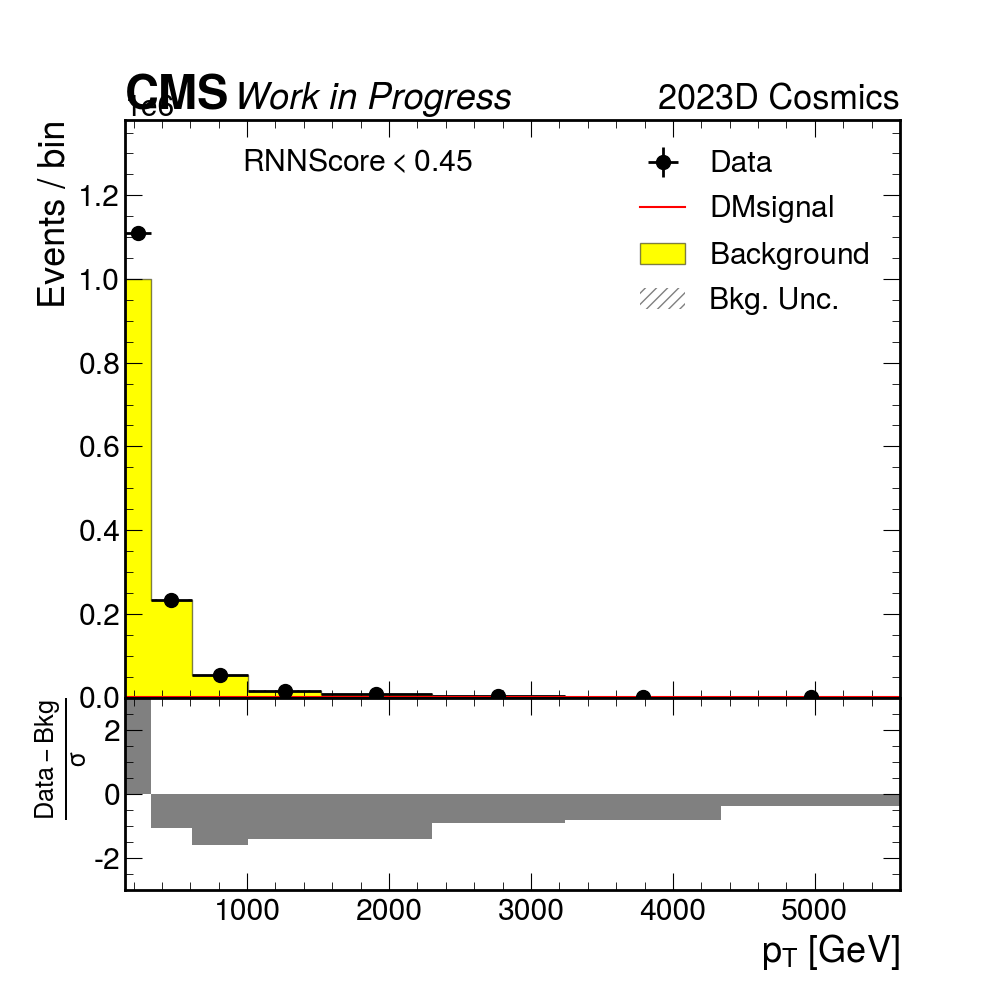 CMS Work in Progress 2023D Cosmics
1e6
Events / bin
RNNScore < 0.45
Data
DMsignal
Background
Bkg. Unc.
1.2
1.0
0.8
0.6
0.4
0.2
0.0
Data – Bkg
σ
2
0
-2
1000 2000 3000 4000 5000
pT [GeV]